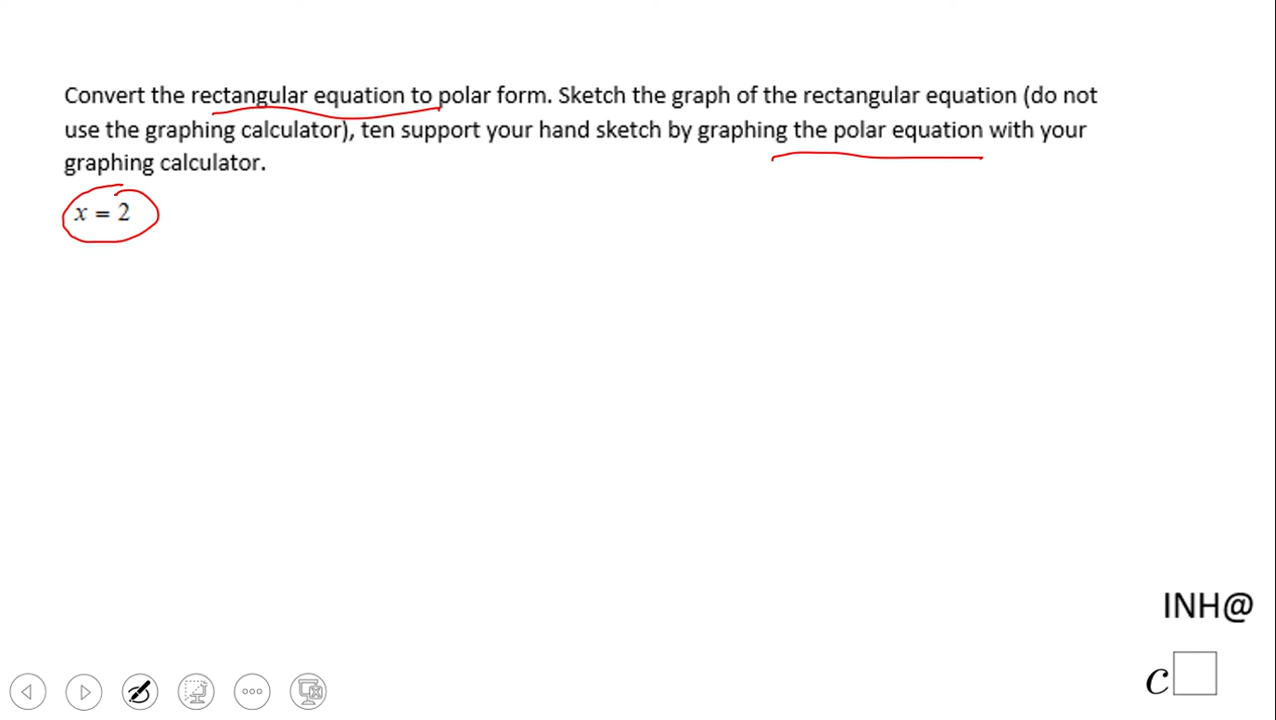 Convert the rectangular equation to polar form. Sketch the graph of the rectangular equation (do not
use the graphing calculator), ten support your hand sketch by graphing the polar equation with your
graphing calculator.
x = 2
INH@
c